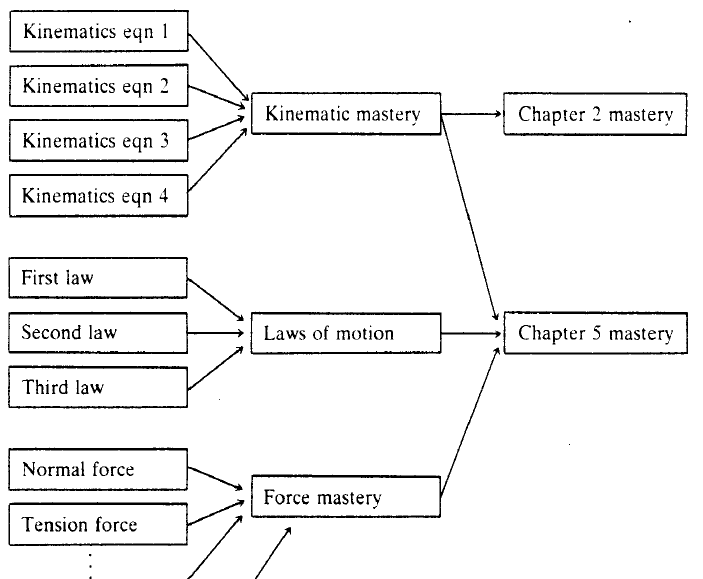 Kinematics eqn 1
Kinematics eqn 2
Kinematics eqn 3
Kinematics eqn 4
Kinematic mastery
Chapter 2 mastery
First law
Second law
Third law
Laws of motion
Chapter 5 mastery
Normal force
Tension force
Force mastery